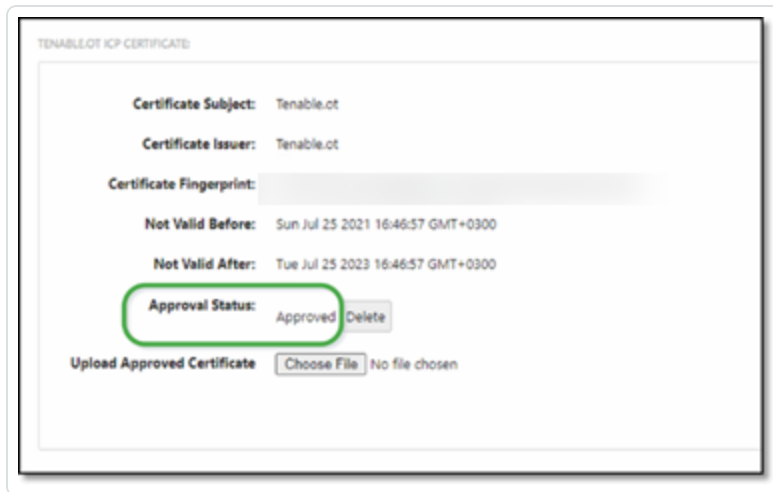 TENABLE.OT ICP CERTIFICATE:
Certificate Subject: Tenable.ot
Certificate Issuer: Tenable.ot
Certificate Fingerprint:
Not Valid Before: Sun Jul 25 2021 16:46:57 GMT+0300
Not Valid After: Tue Jul 25 2023 16:46:57 GMT+0300
Approval Status: Approved Delete
Upload Approved Certificate Choose File No file chosen